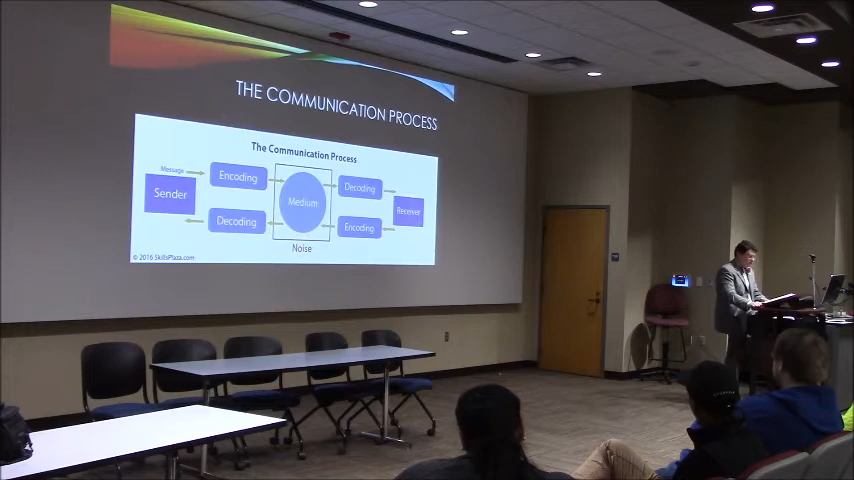 THE COMMUNICATION PROCESS
The Communication Process
Message
Sender
Encoding
Decoding
Medium
Decoding
Encoding
Receiver
Noise
© 2016 SkillsPlaza.com